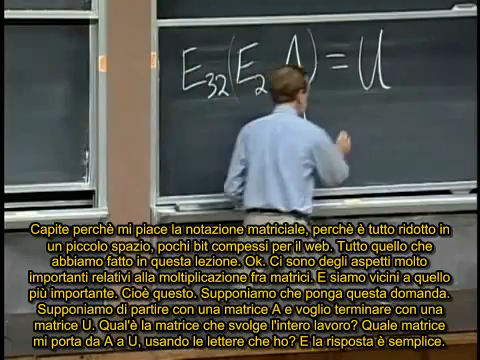 E32(E2 A) = U
Capite perchè mi piace la notazione matriciale, perchè è tutto ridotto in
un piccolo spazio, pochi bit compessi per il web. Tutto quello che
abbiamo fatto in questa lezione. Ok. Ci sono degli aspetti molto
importanti relativi alla moltiplicazione fra matrici. E siamo vicini a quello
più importante. Cioè questo. Supponiamo che ponga questa domanda.
Supponiamo di partire con una matrice A e voglio terminare con una
matrice U. Qual'è la matrice che svolge l'intero lavoro? Quale matrice
mi porta da A a U, usando le lettere che ho? E la risposta è semplice.